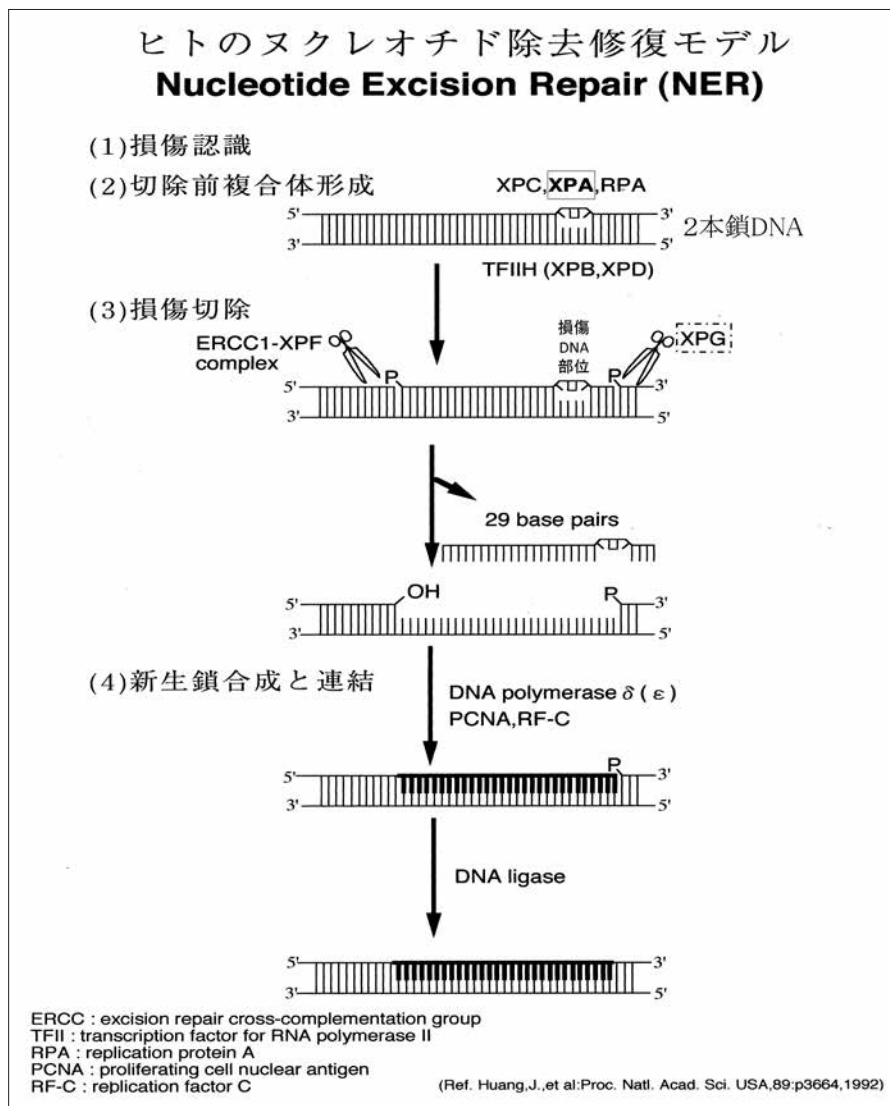 ヒトのヌクレオチド除去修復モデル
Nucleotide Excision Repair (NER)
(1)損傷認識
(2)切除前複合体形成
XPC,XPA,RPA
5'
3'
2本鎖DNA
3'
5'
TFIIH (XPB,XPD)
(3)損傷切除
ERCC1-XPF
complex
損傷
DNA
部位
XPG
P
P
5'
3'
3'
5'
29 base pairs
OH
P
5'
3'
3'
5'
(4)新生鎖合成と連結
DNA polymerase δ(ε)
PCNA,RF-C
P
5'
3'
3'
5'
DNA ligase
5'
3'
3'
5'
ERCC : excision repair cross-complementation group
TFII : transcription factor for RNA polymerase II
RPA : replication protein A
PCNA : proliferating cell nuclear antigen
RF-C : replication factor C
(Ref. Huang,J.,et al:Proc. Natl. Acad. Sci. USA,89:p3664,1992)